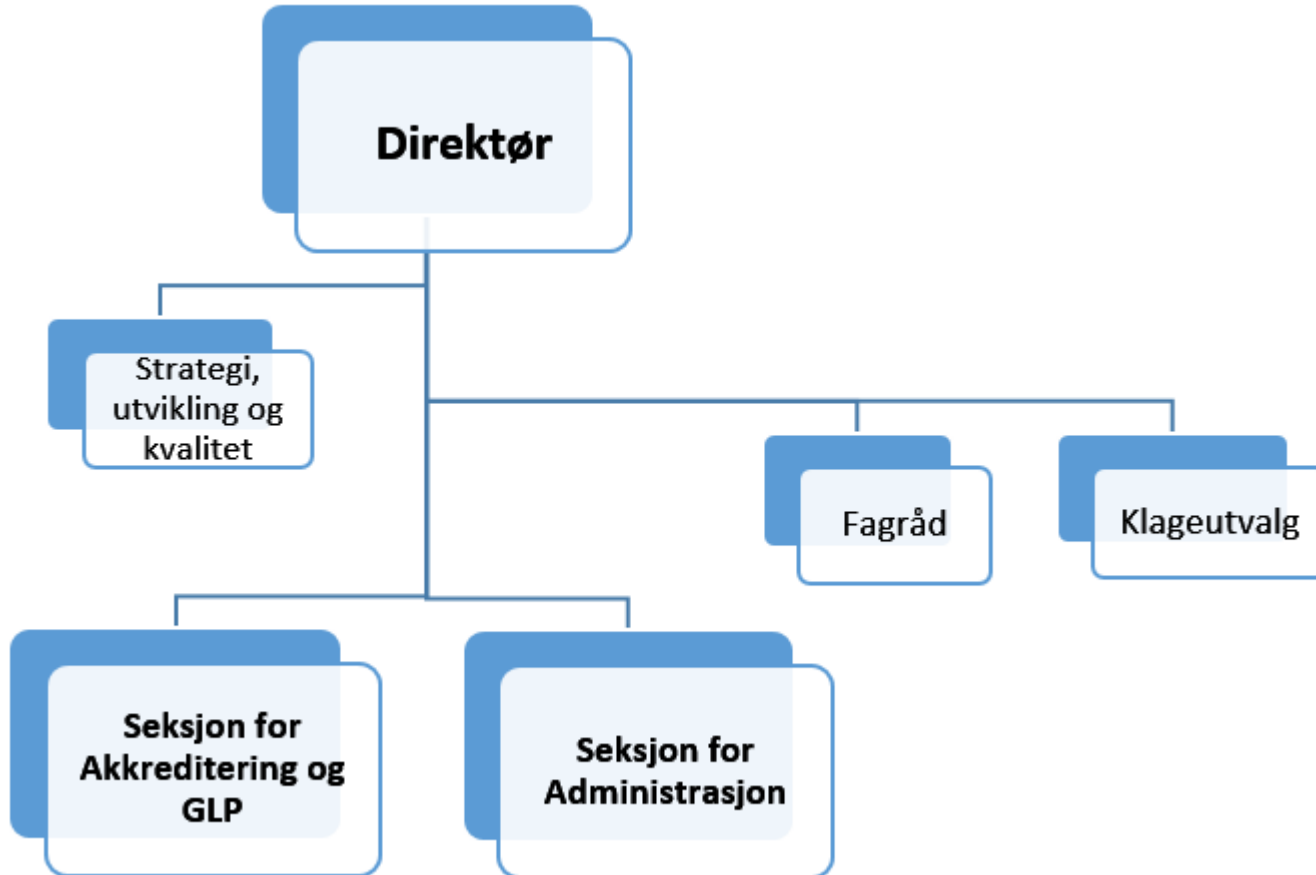 Direktør
Strategi,
utvikling og
kvalitet
Fagråd
Klageutvalg
Seksjon for
Akkreditering og
GLP
Seksjon for
Administrasjon